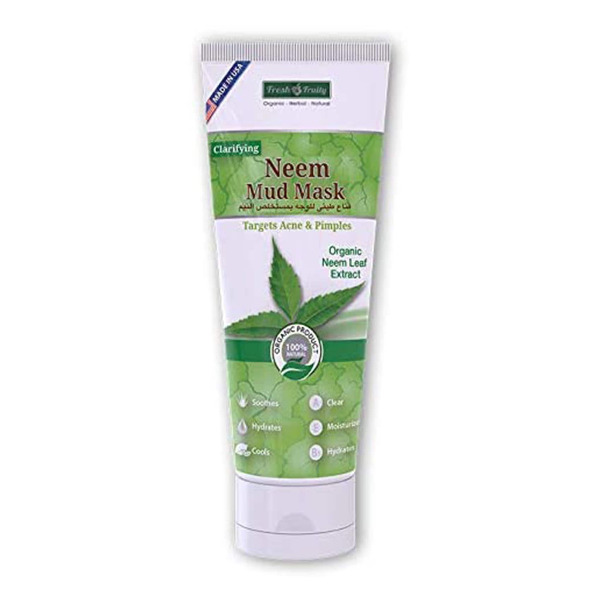 MADE IN USA
Fresh Fruity
Organic - Herbal - Natural
Clarifying
Neem
Mud Mask
قناع طيني للوجه بمستخلص النيم
Targets Acne & Pimples
Organic
Neem Leaf
Extract
ORGANIC PRODUCT
100%
NATURAL
Soothes
Hydrates
Cools
A Clear
E Moisturizes
B5 Hydrates